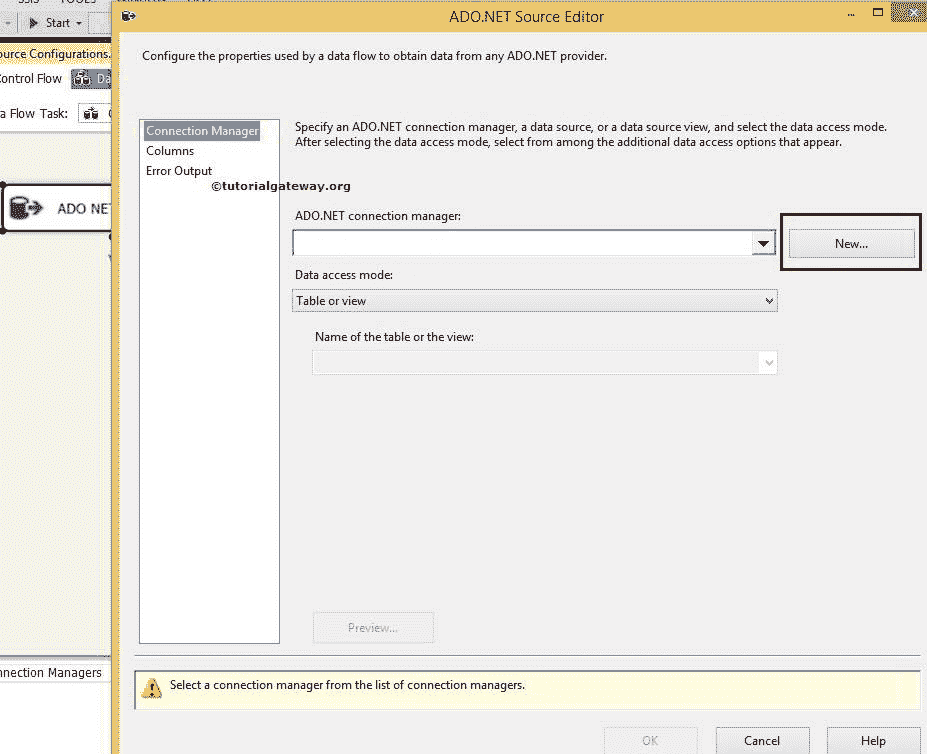 ADO.NET Source Editor
Start
Configure the properties used by a data flow to obtain data from any ADO.NET provider.
ource Configurations.
ontrol Flow
a Flow Task:
Connection Manager
Columns
Error Output
©tutorialgateway.org
Specify an ADO.NET connection manager, a data source, or a data source view, and select the data access mode.
After selecting the data access mode, select from among the additional data access options that appear.
ADO NET
ADO.NET connection manager:
New...
Data access mode:
Table or view
Name of the table or the view:
Preview...
nnection Managers
Select a connection manager from the list of connection managers.
OK
Cancel
Help